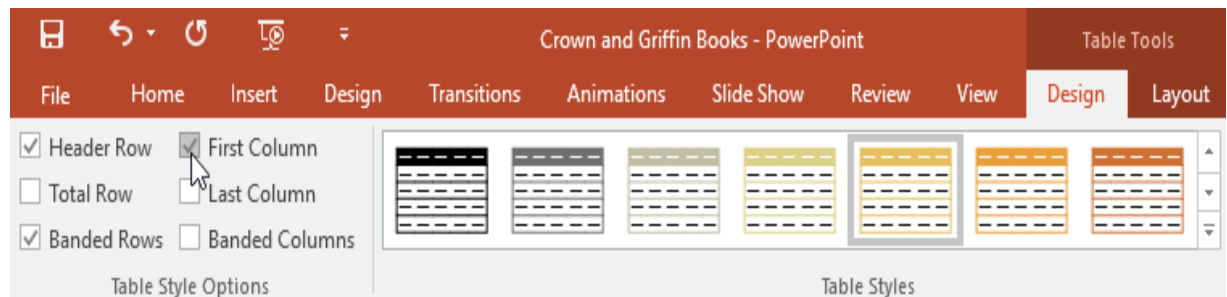 Crown and Griffin Books - PowerPoint Table Tools
File Home Insert Design Transitions Animations Slide Show Review View Design Layout
Header Row First Column
Total Row Last Column
Banded Rows Banded Columns
Table Style Options Table Styles